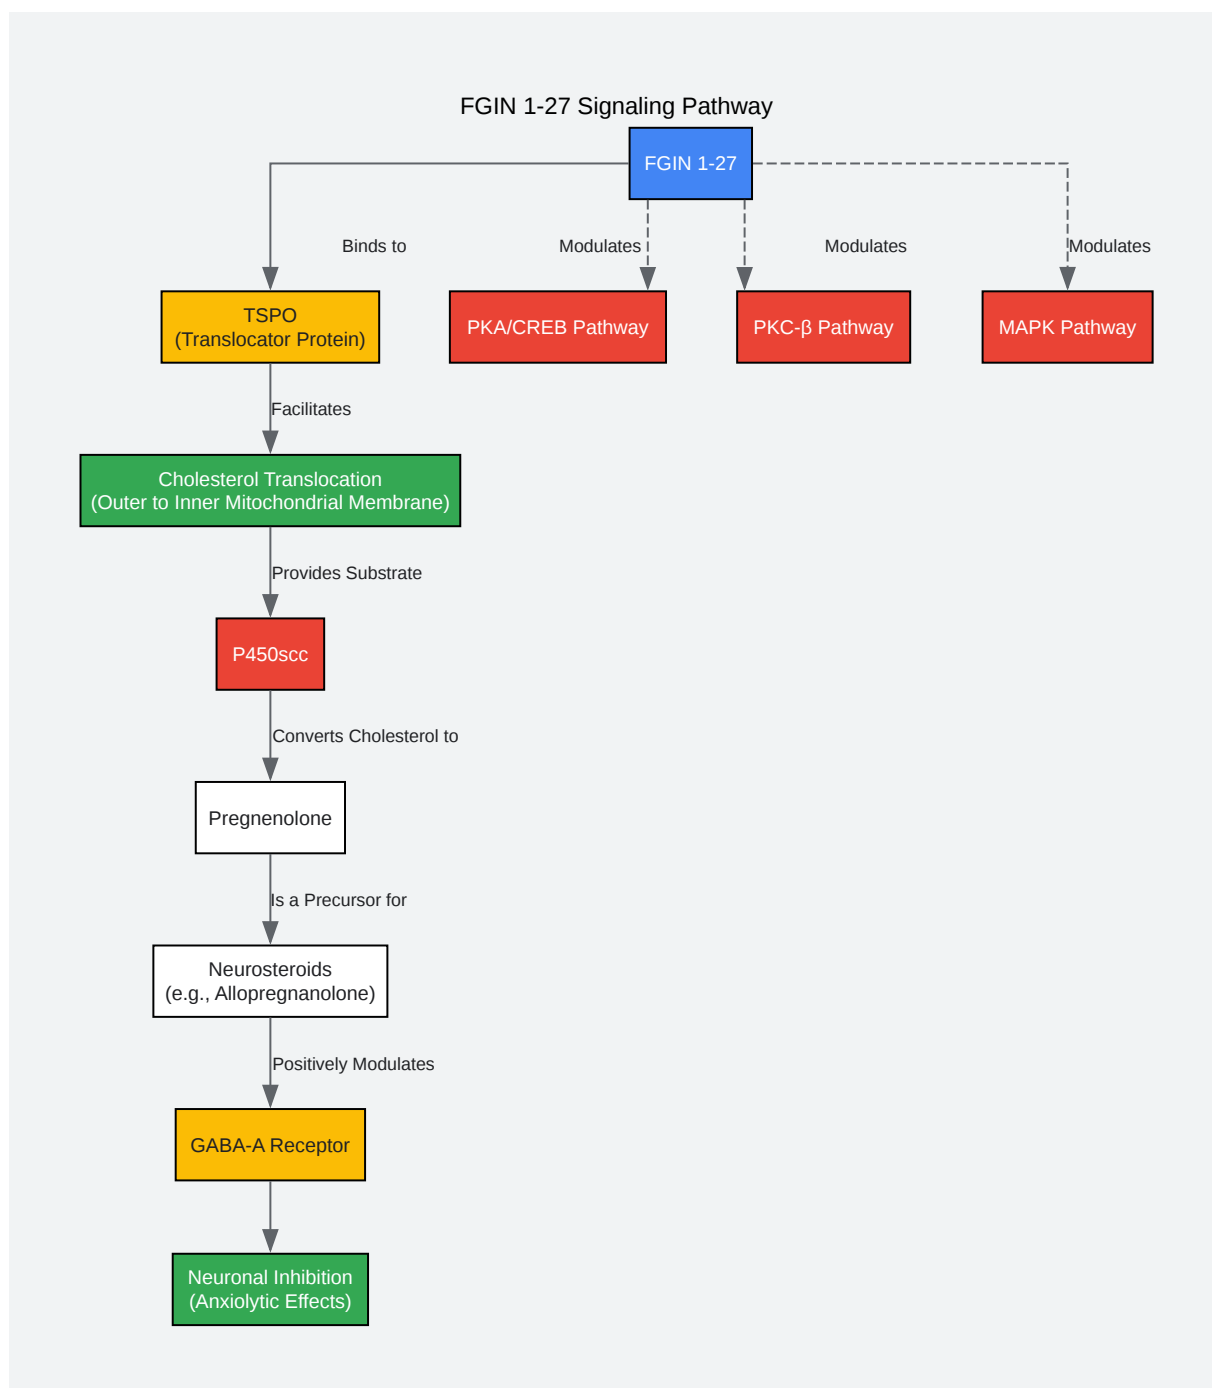 FGIN 1-27 Signaling Pathway
FGIN 1-27
Binds to
Modulates
Modulates
Modulates
TSPO
(Translocator Protein)
PKA/CREB Pathway
PKC-β Pathway
MAPK Pathway
Facilitates
Cholesterol Translocation
(Outer to Inner Mitochondrial Membrane)
Provides Substrate
P450scc
Converts Cholesterol to
Pregnenolone
Is a Precursor for
Neurosteroids
(e.g., Allopregnanolone)
Positively Modulates
GABA-A Receptor
Neuronal Inhibition
(Anxiolytic Effects)